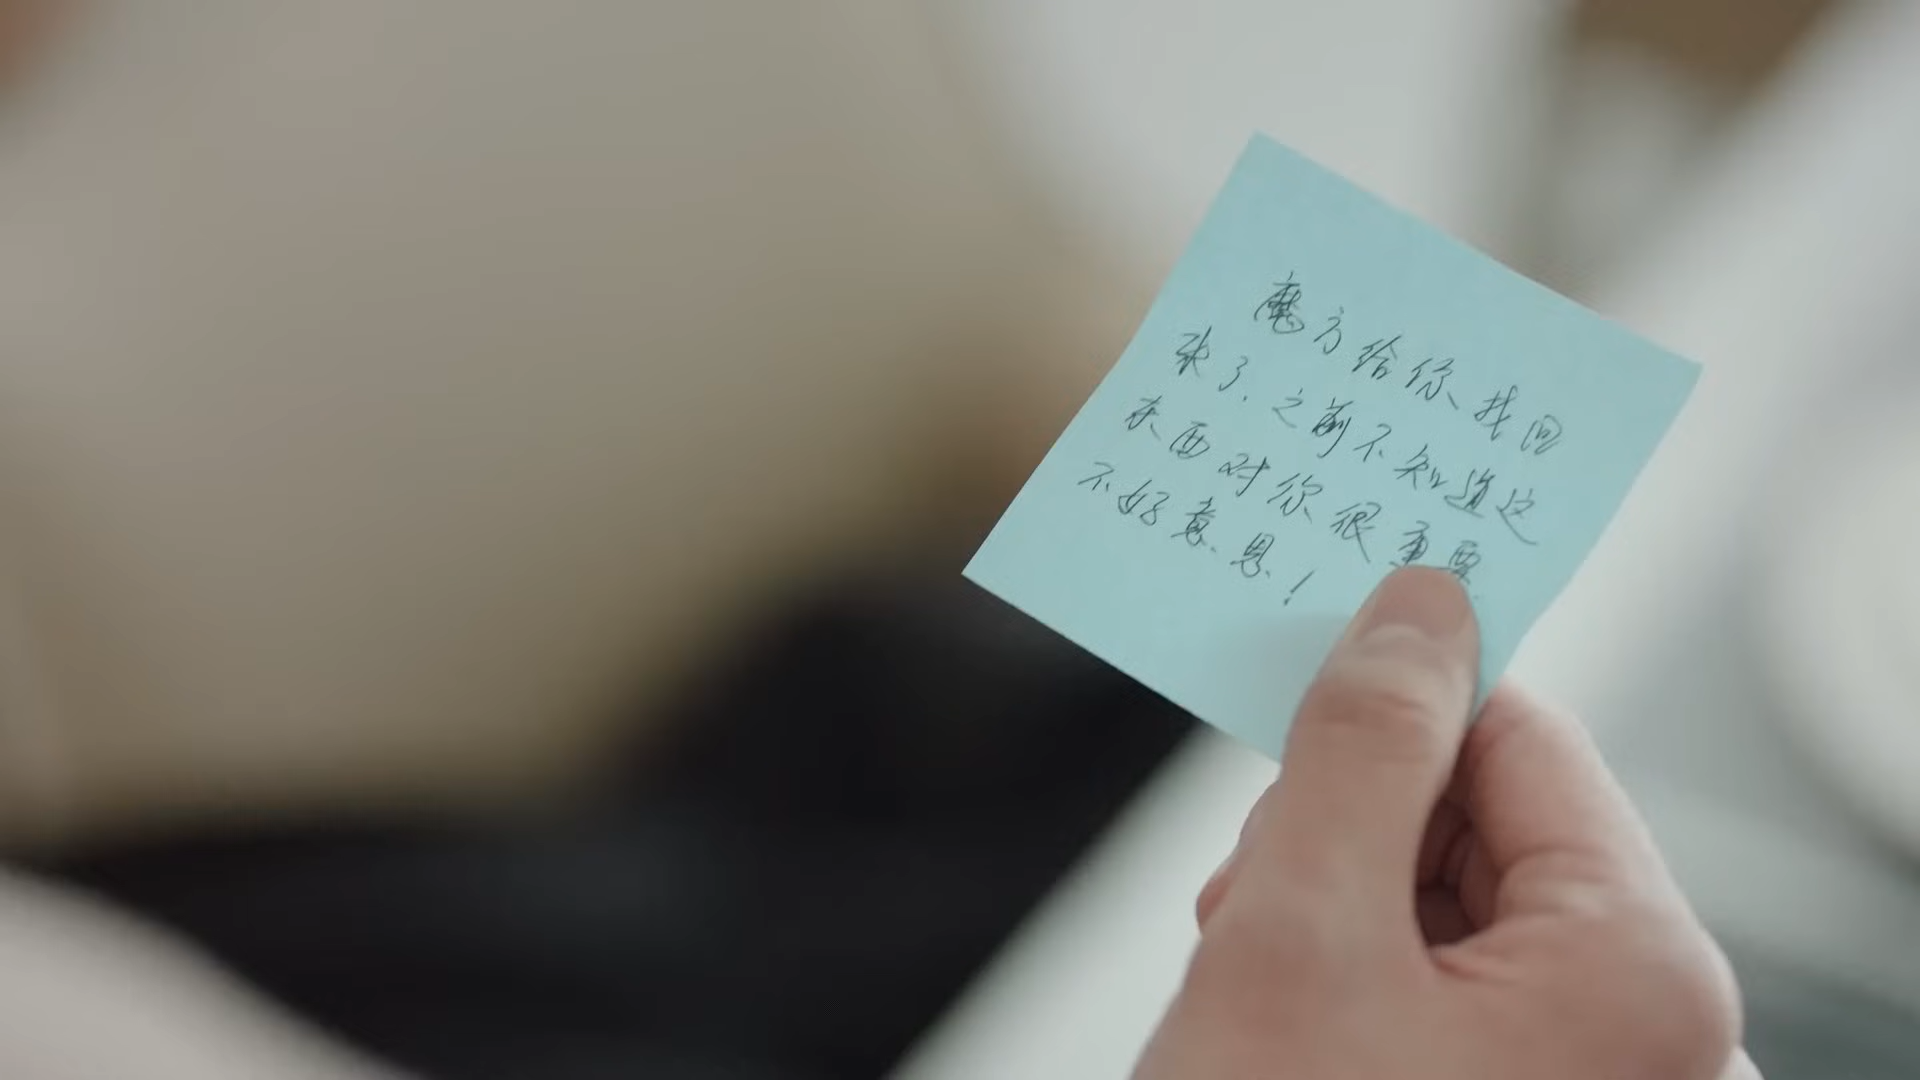 魔方给你找回
来了，之前不知道这
东西对你很重要，
不好意思！